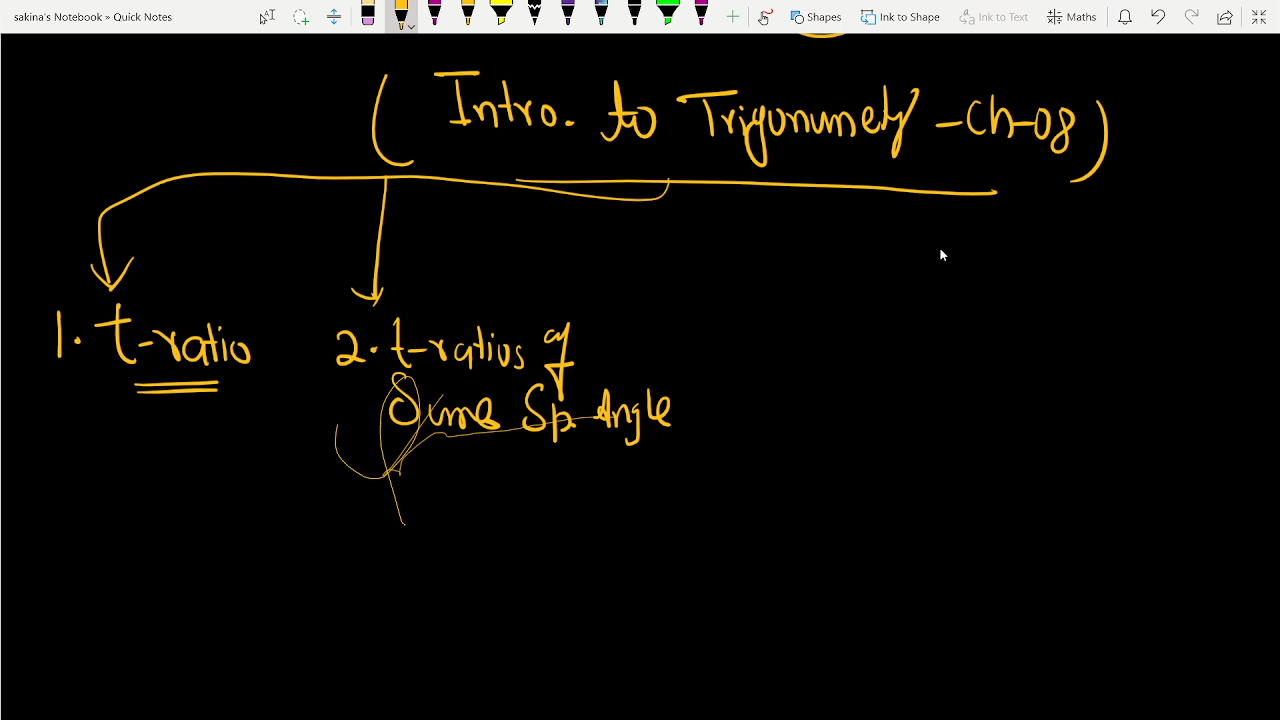 sakina's Notebook » Quick Notes
Shapes
Ink to Shape
Ink to Text
Maths
( Intro. to Trigonumety - Ch-08 )
1. t-ratio
2. t-ratios of
Some Sp. Angle